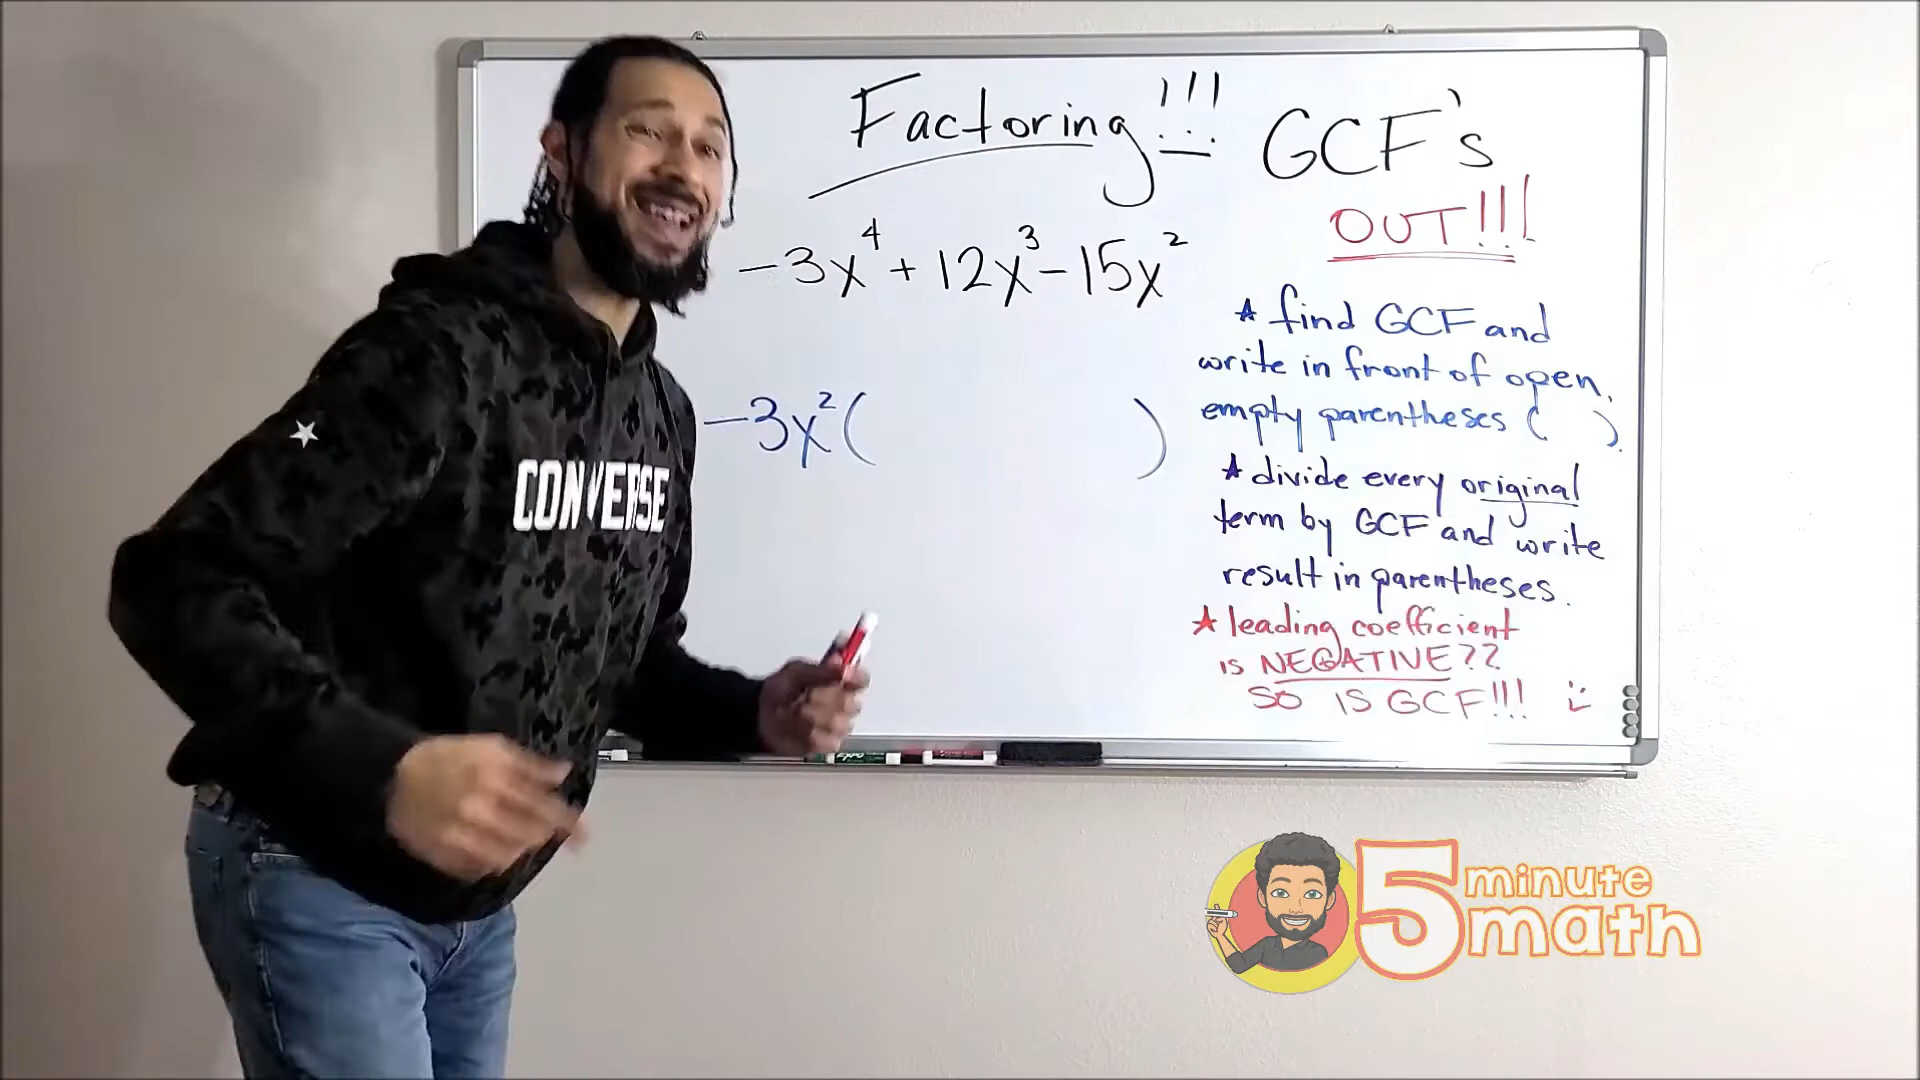 Factoring!!! GCF's
OUT!!!
-3x⁴ + 12x³ - 15x²
★ find GCF and
write in front of open,
empty parentheses ( ).
-3x²( )
★ divide every original
term by GCF and write
result in parentheses.
★ leading coefficient
is NEGATIVE??
SO IS GCF!!!
CONVERSE
5 minute
math